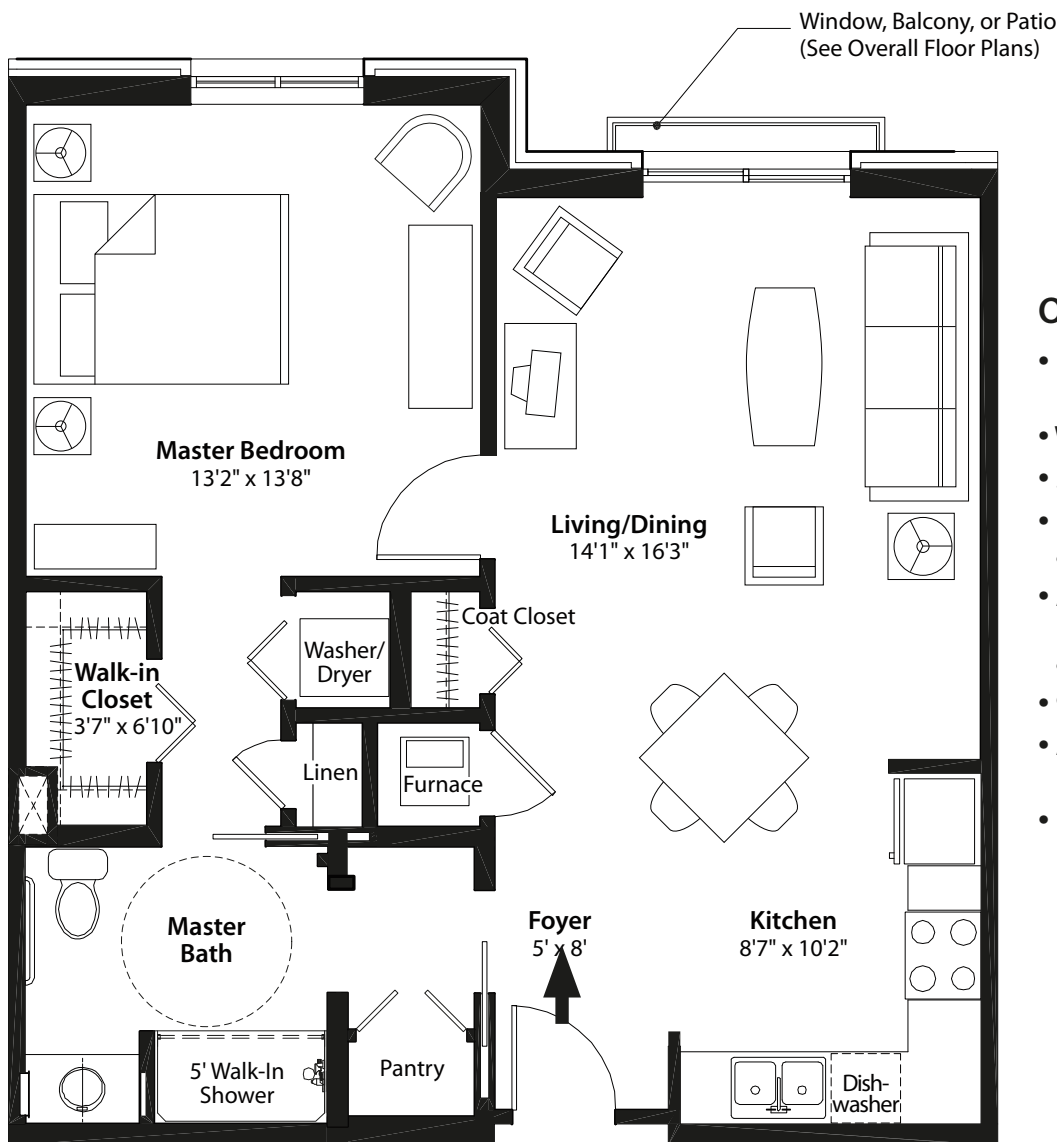 Window, Balcony, or Patio
(See Overall Floor Plans)
Master Bedroom
13'2" x 13'8"
Living/Dining
14'1" x 16'3"
Coat Closet
Washer/
Dryer
Walk-in
Closet
3'7" x 6'10"
Linen
Furnace
Master
Bath
Foyer
5' x 8'
Kitchen
8'7" x 10'2"
5' Walk-In
Shower
Pantry
Dish-
washer